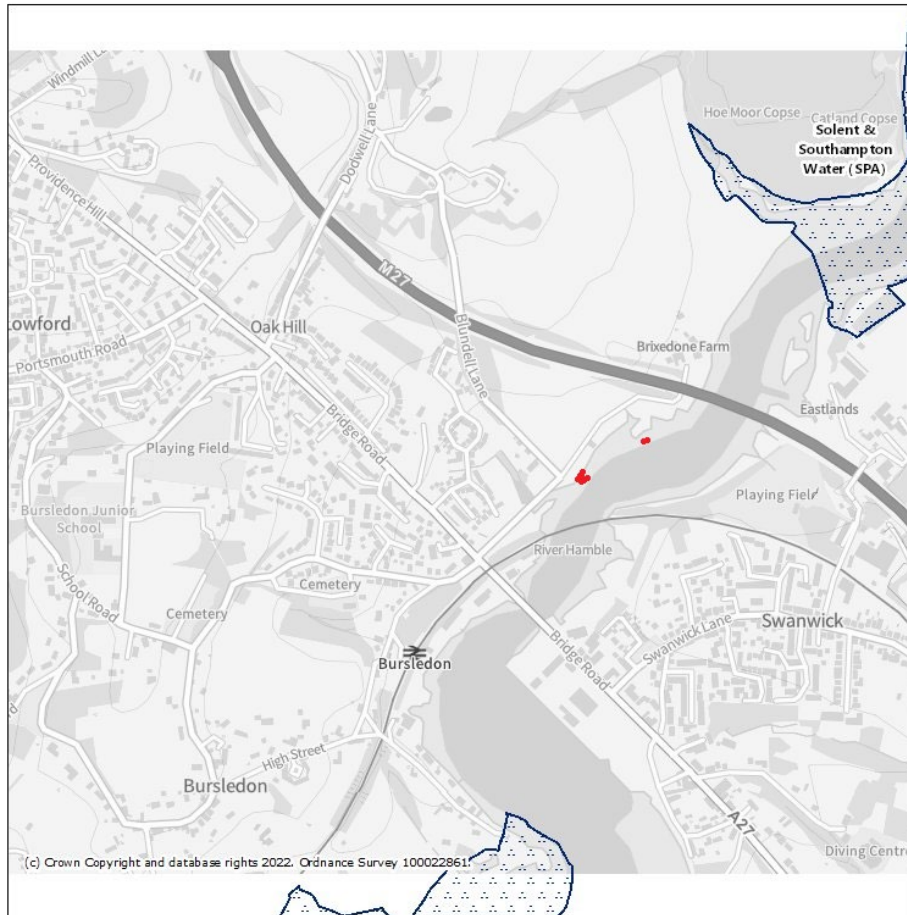 Windmill La
Hoe Moor Copse
Catland Copse
Solent &
Southampton
Water (SPA)
Dodwell Lane
Providence Hill
M27
Lowford
Oak Hill
Portsmouth Road
Blundell Lane
Brixedone Farm
Bridge Road
Eastlands
Playing Field
Playing Field
Bursledon Junior
School
River Hamble
School Road
Cemetery
Cemetery
Swanwick Lane
Swanwick
Bursledon
Bridge Road
High Street
Bursledon
A27
Diving Centre
(c) Crown Copyright and database rights 2022. Ordnance Survey 100022861.